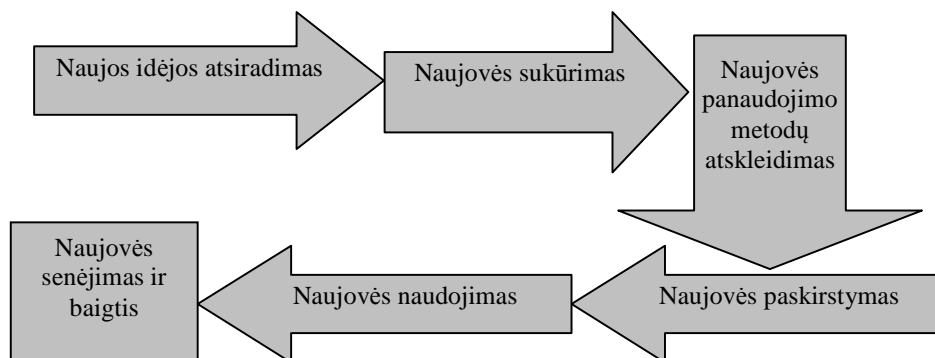 Naujos idėjos atsiradimas
Naujovės sukūrimas
Naujovės
panaudojimo
metodų
atskleidimas
Naujovės paskirstymas
Naujovės naudojimas
Naujovės
senėjimas ir
baigtis